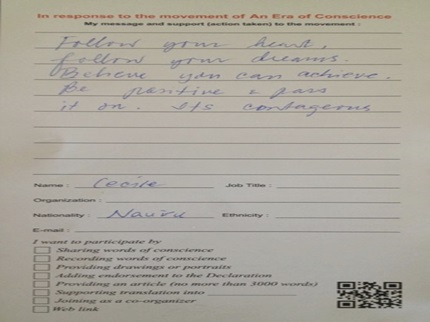 In response to the movement of An Era of Conscience
My message and support (action taken) to the movement :
Follow your heart,
follow your dreams.
Believe you can achieve.
Be positive & pass
it on. Its contageous
Name : Cecile Job Title :
Organization :
Nationality : Nauru Ethnicity :
E-mail :
I want to participate by
Sharing words of conscience
Recording words of conscience
Providing drawings or portraits
Adding endorsement to the Declaration
Providing an article (no more than 3000 words)
Supporting translation into
Joining as a co-organizer
Web link